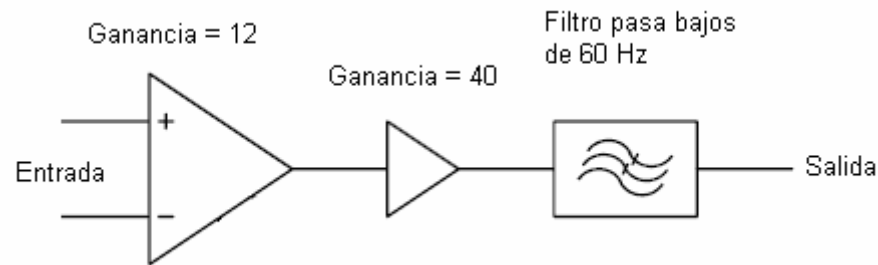 Ganancia = 12
Filtro pasa bajos
de 60 Hz
Ganancia = 40
+
Entrada
Salida
−